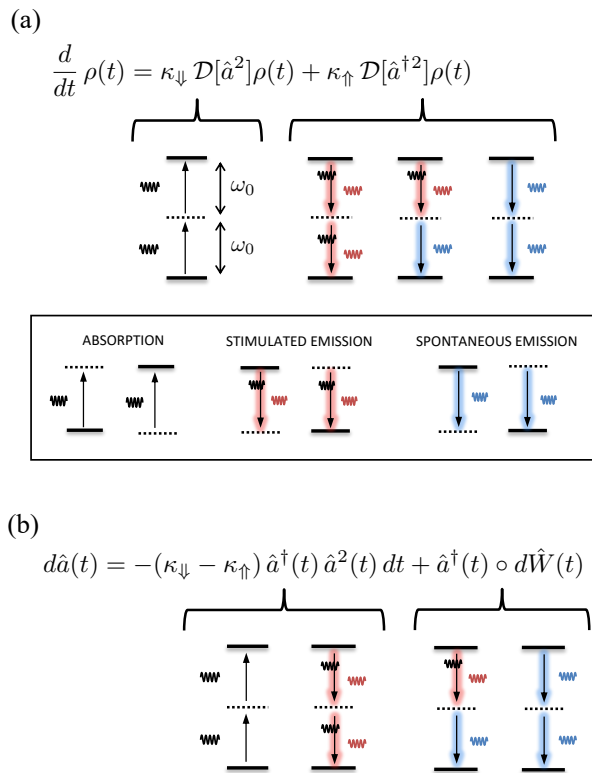 (a)
d/dt ρ(t) = κ⇓ 𝒟[â²]ρ(t) + κ⇑ 𝒟[â†²]ρ(t)
ω₀
ω₀
ABSORPTION STIMULATED EMISSION SPONTANEOUS EMISSION
(b)
dâ(t) = −(κ⇓ − κ⇑) â†(t) â²(t) dt + â†(t) ∘ dŴ(t)